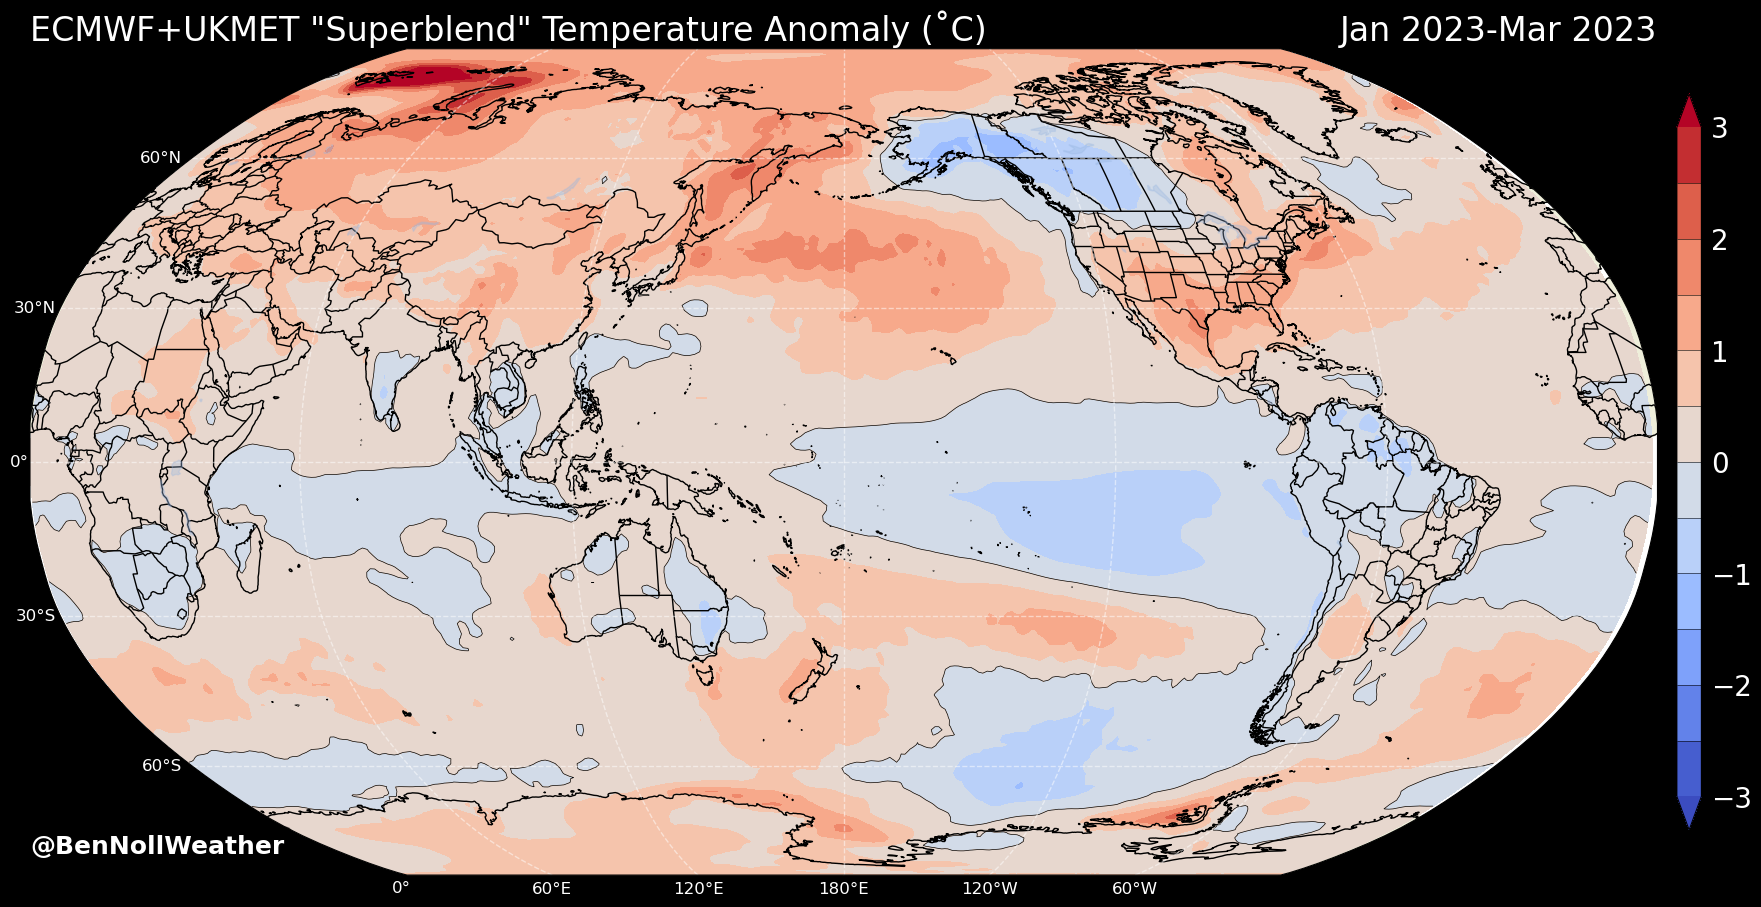 ECMWF+UKMET "Superblend" Temperature Anomaly (˚C)
Jan 2023-Mar 2023
60°N
30°N
0°
30°S
60°S
3
2
1
0
−1
−2
−3
@BenNollWeather
0°
60°E
120°E
180°E
120°W
60°W